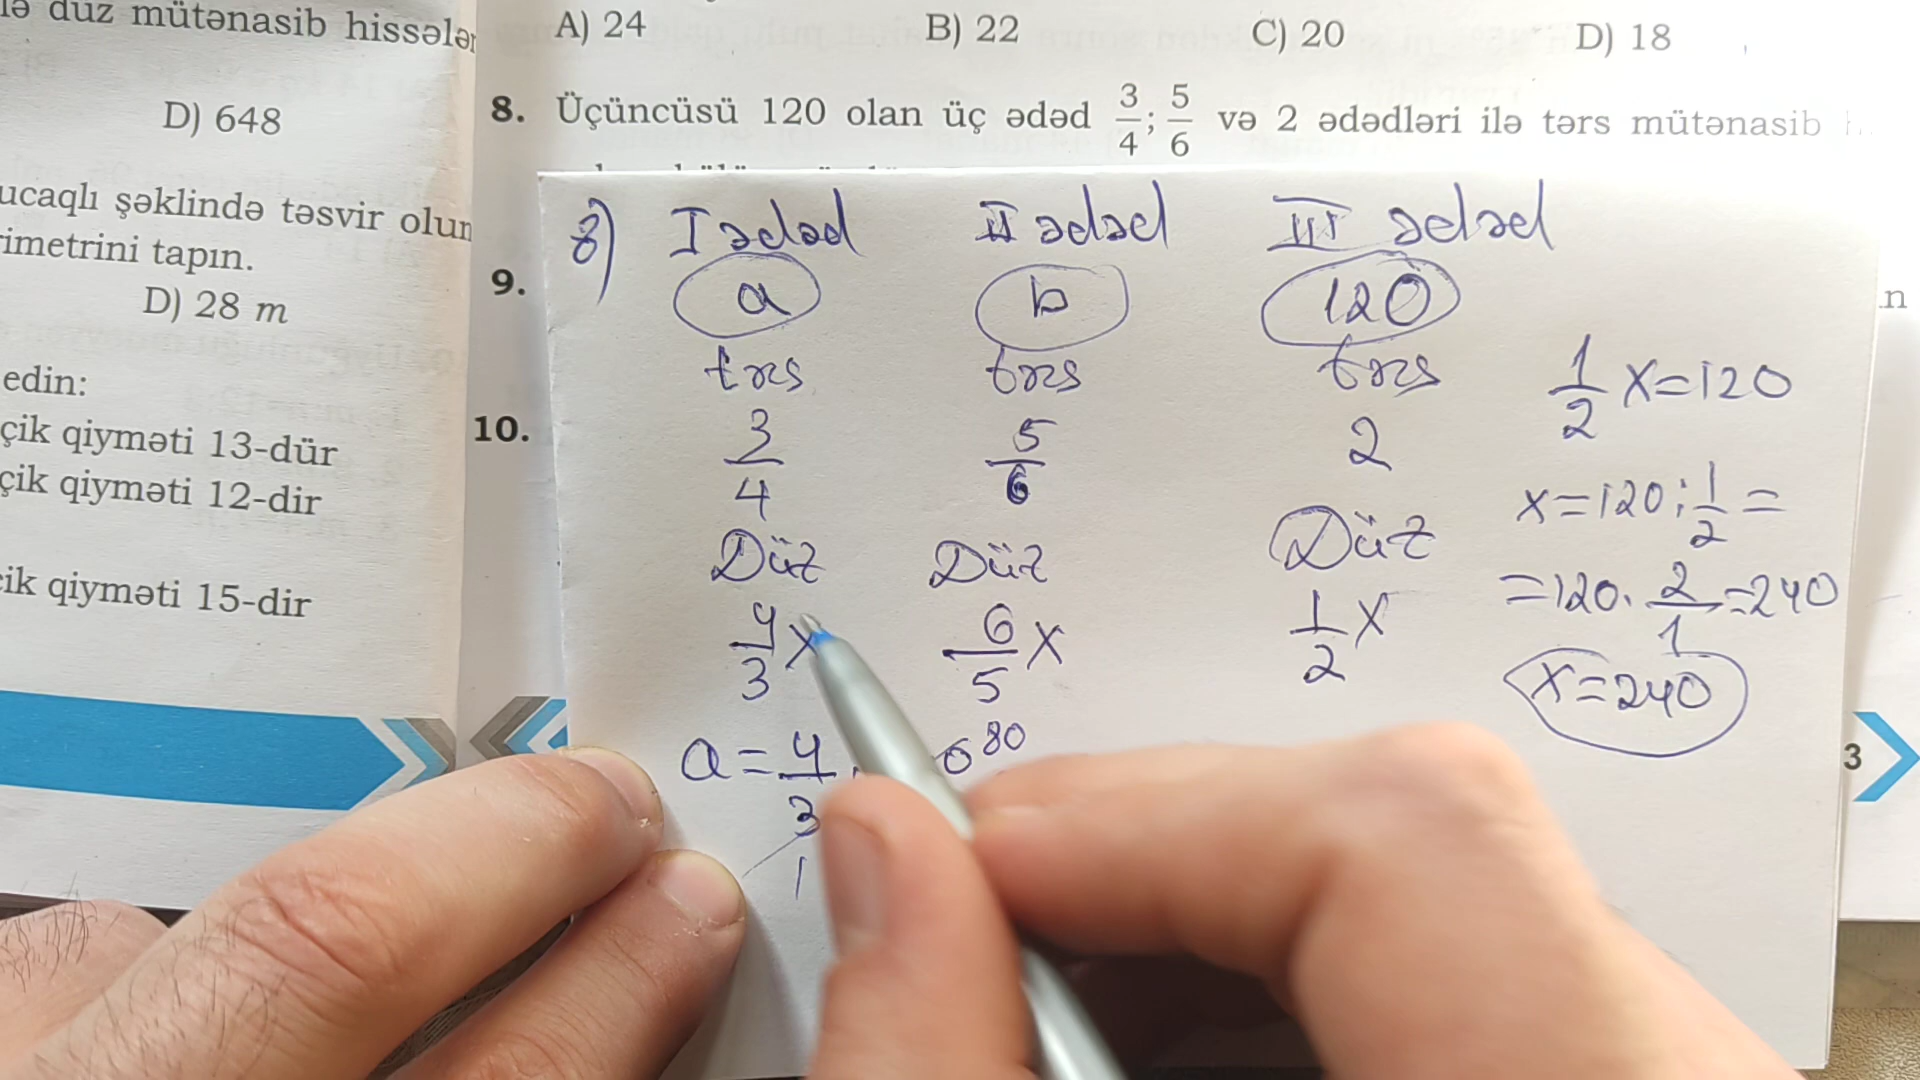 lə düz mütənasib hissələr
D) 648
ucaqlı şəklində təsvir olun
rimetrini tapın.
D) 28 m
edin:
çik qiyməti 13-dür
çik qiyməti 12-dir
çik qiyməti 15-dir
A) 24 B) 22 C) 20 D) 18
8. Üçüncüsü 120 olan üç ədəd 3/4; 5/6 və 2 ədədləri ilə tərs mütənasib
9.
10.
8) I ədəd II ədəd III ədəd
a b 120
tərs tərs tərs
3/4 5/6 2
Düz Düz Düz
4/3 x 6/5 x 1/2 x
a = 4/3 0 80
1
1/2 x = 120
x = 120 : 1/2 =
= 120 · 2/1 = 240
x = 240
n
3